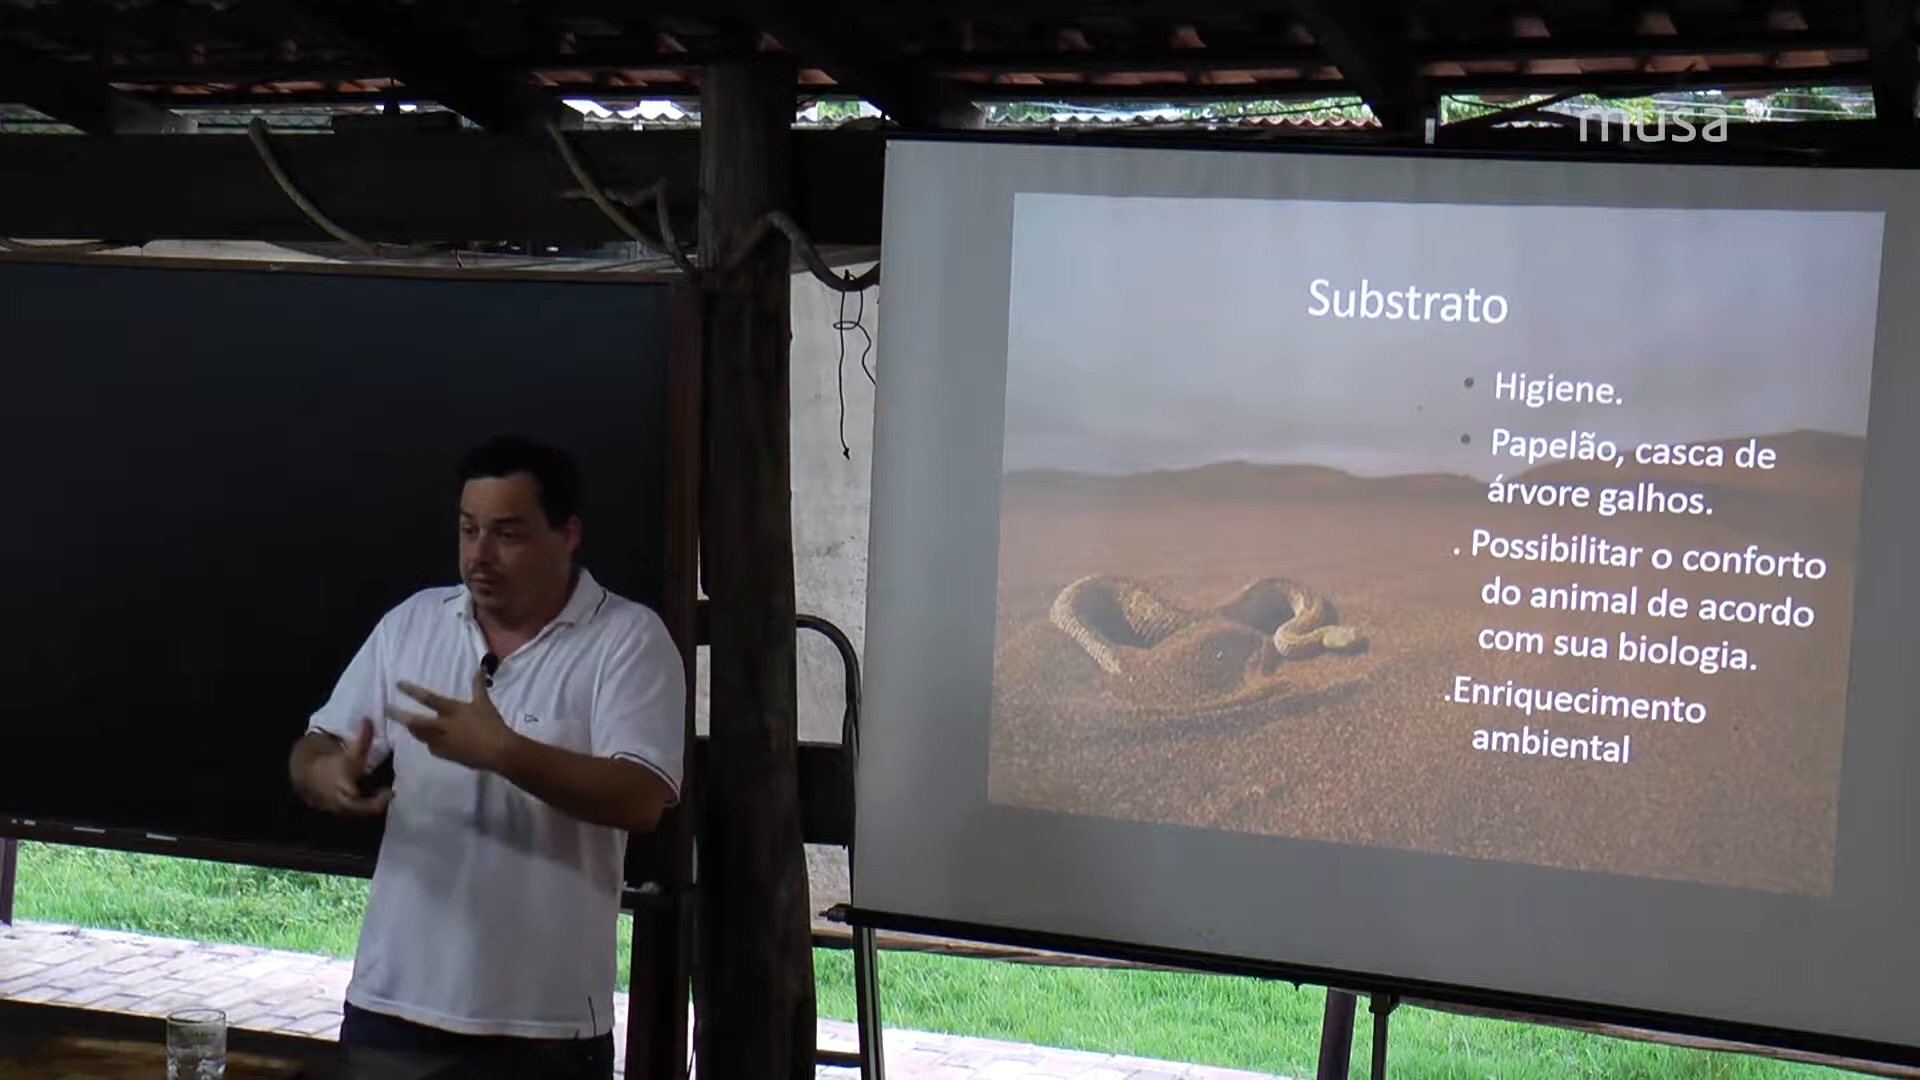 musa
Substrato
• Higiene.
• Papelão, casca de
árvore galhos.
. Possibilitar o conforto
do animal de acordo
com sua biologia.
.Enriquecimento
ambiental